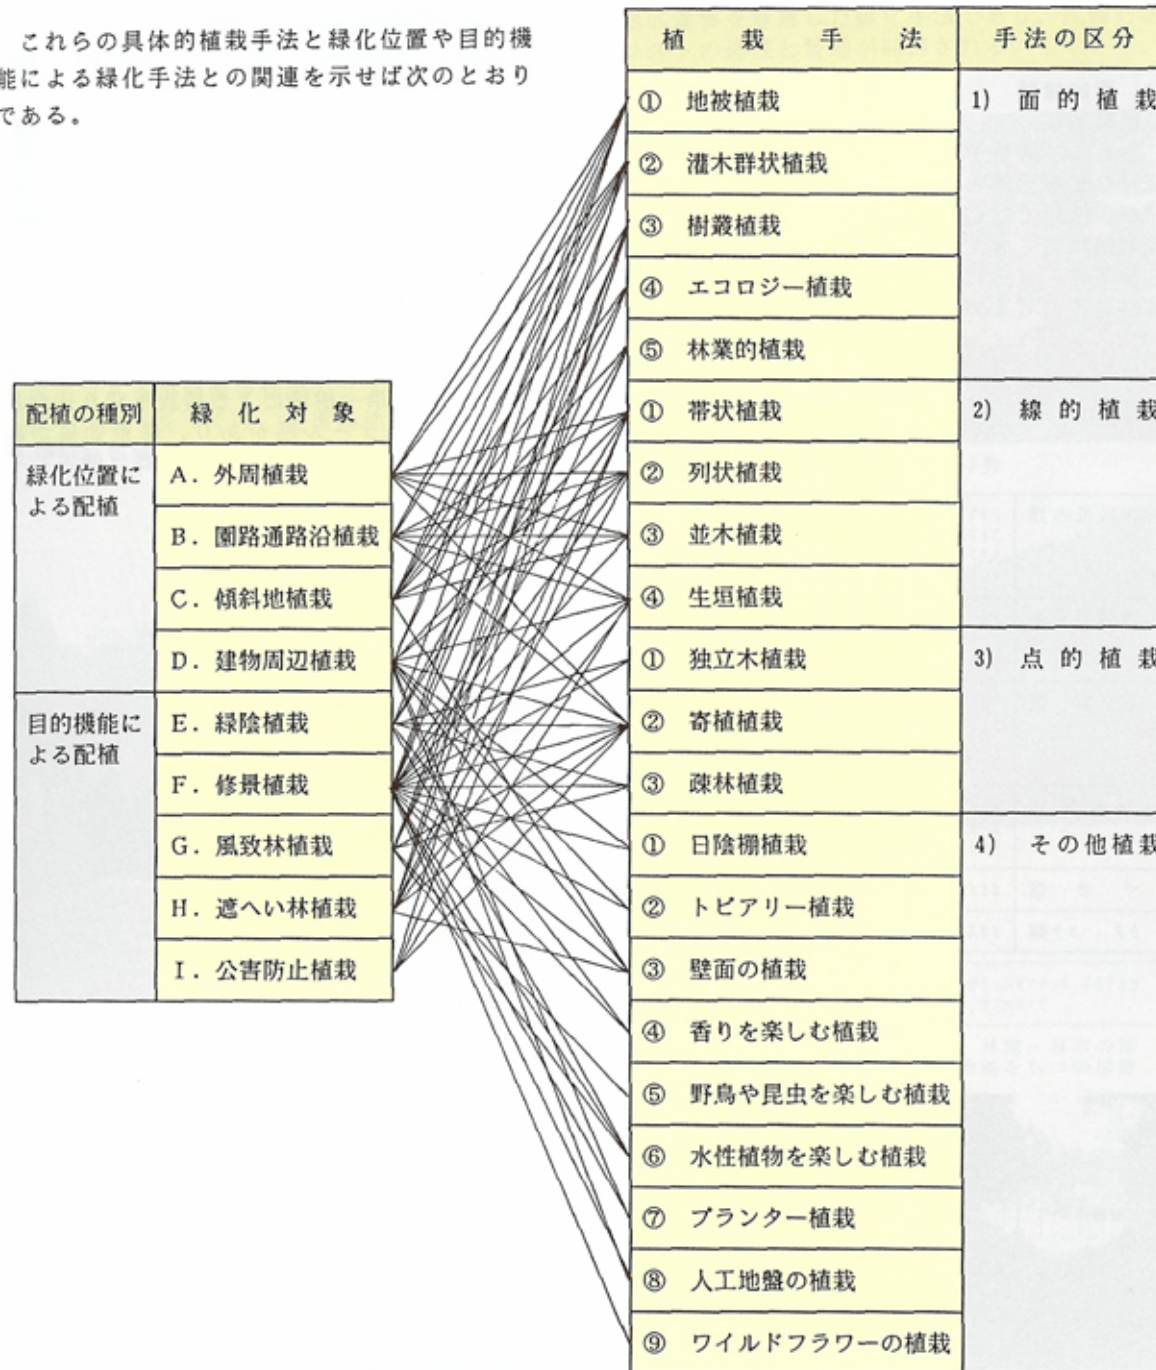 これらの具体的植栽手法と緑化位置や目的機
能による緑化手法との関連を示せば次のとおり
である。
配植の種別 緑化対象
緑化位置に
よる配植
A. 外周植栽
B. 園路通路沿植栽
C. 傾斜地植栽
D. 建物周辺植栽
目的機能に
よる配植
E. 緑陰植栽
F. 修景植栽
G. 風致林植栽
H. 遮へい林植栽
I. 公害防止植栽
植栽手法 手法の区分
① 地被植栽 1) 面的植栽
② 灌木群状植栽
③ 樹叢植栽
④ エコロジー植栽
⑤ 林業的植栽
① 帯状植栽 2) 線的植栽
② 列状植栽
③ 並木植栽
④ 生垣植栽
① 独立木植栽 3) 点的植栽
② 寄植植栽
③ 疎林植栽
① 日陰棚植栽 4) その他植栽
② トピアリー植栽
③ 壁面の植栽
④ 香りを楽しむ植栽
⑤ 野鳥や昆虫を楽しむ植栽
⑥ 水性植物を楽しむ植栽
⑦ プランター植栽
⑧ 人工地盤の植栽
⑨ ワイルドフラワーの植栽